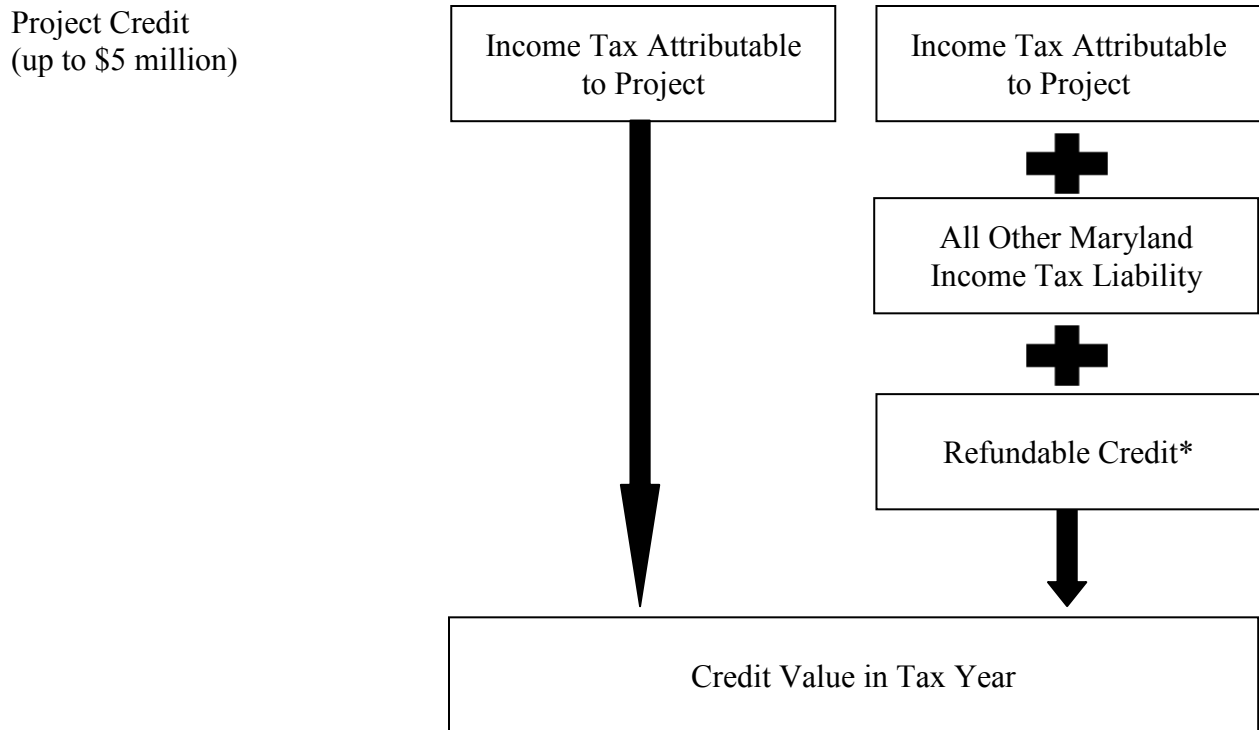 Project Credit
(up to $5 million)
Income Tax Attributable
to Project
Income Tax Attributable
to Project
All Other Maryland
Income Tax Liability
Refundable Credit*
Credit Value in Tax Year